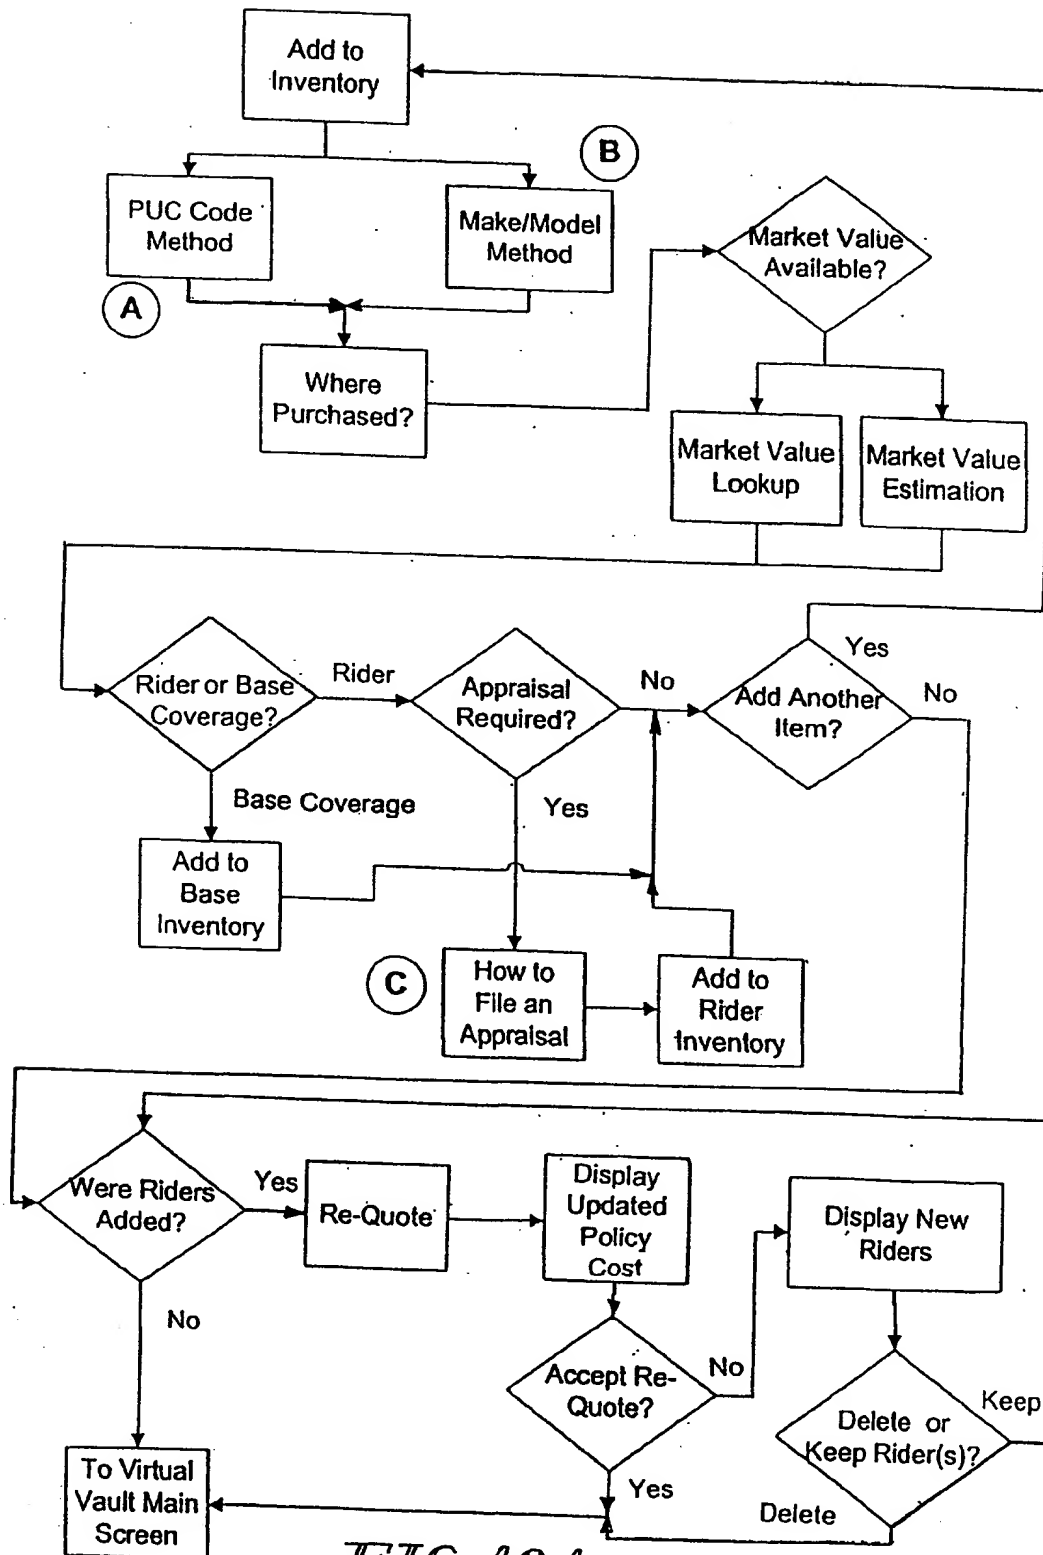 Add to
Inventory
B
PUC Code
Method
Make/Model
Method
Market Value
Available?
A
Where
Purchased?
Market Value
Lookup
Market Value
Estimation
Rider or Base
Coverage?
Rider
Appraisal
Required?
No
Yes
Add Another
Item?
No
Base Coverage
Yes
Add to
Base
Inventory
C
How to
File an
Appraisal
Add to
Rider
Inventory
Were Riders
Added?
Yes
Re-Quote
Display
Updated
Policy
Cost
Display New
Riders
No
Accept Re-
Quote?
No
Delete or
Keep Rider(s)?
Keep
To Virtual
Vault Main
Screen
Yes
Delete